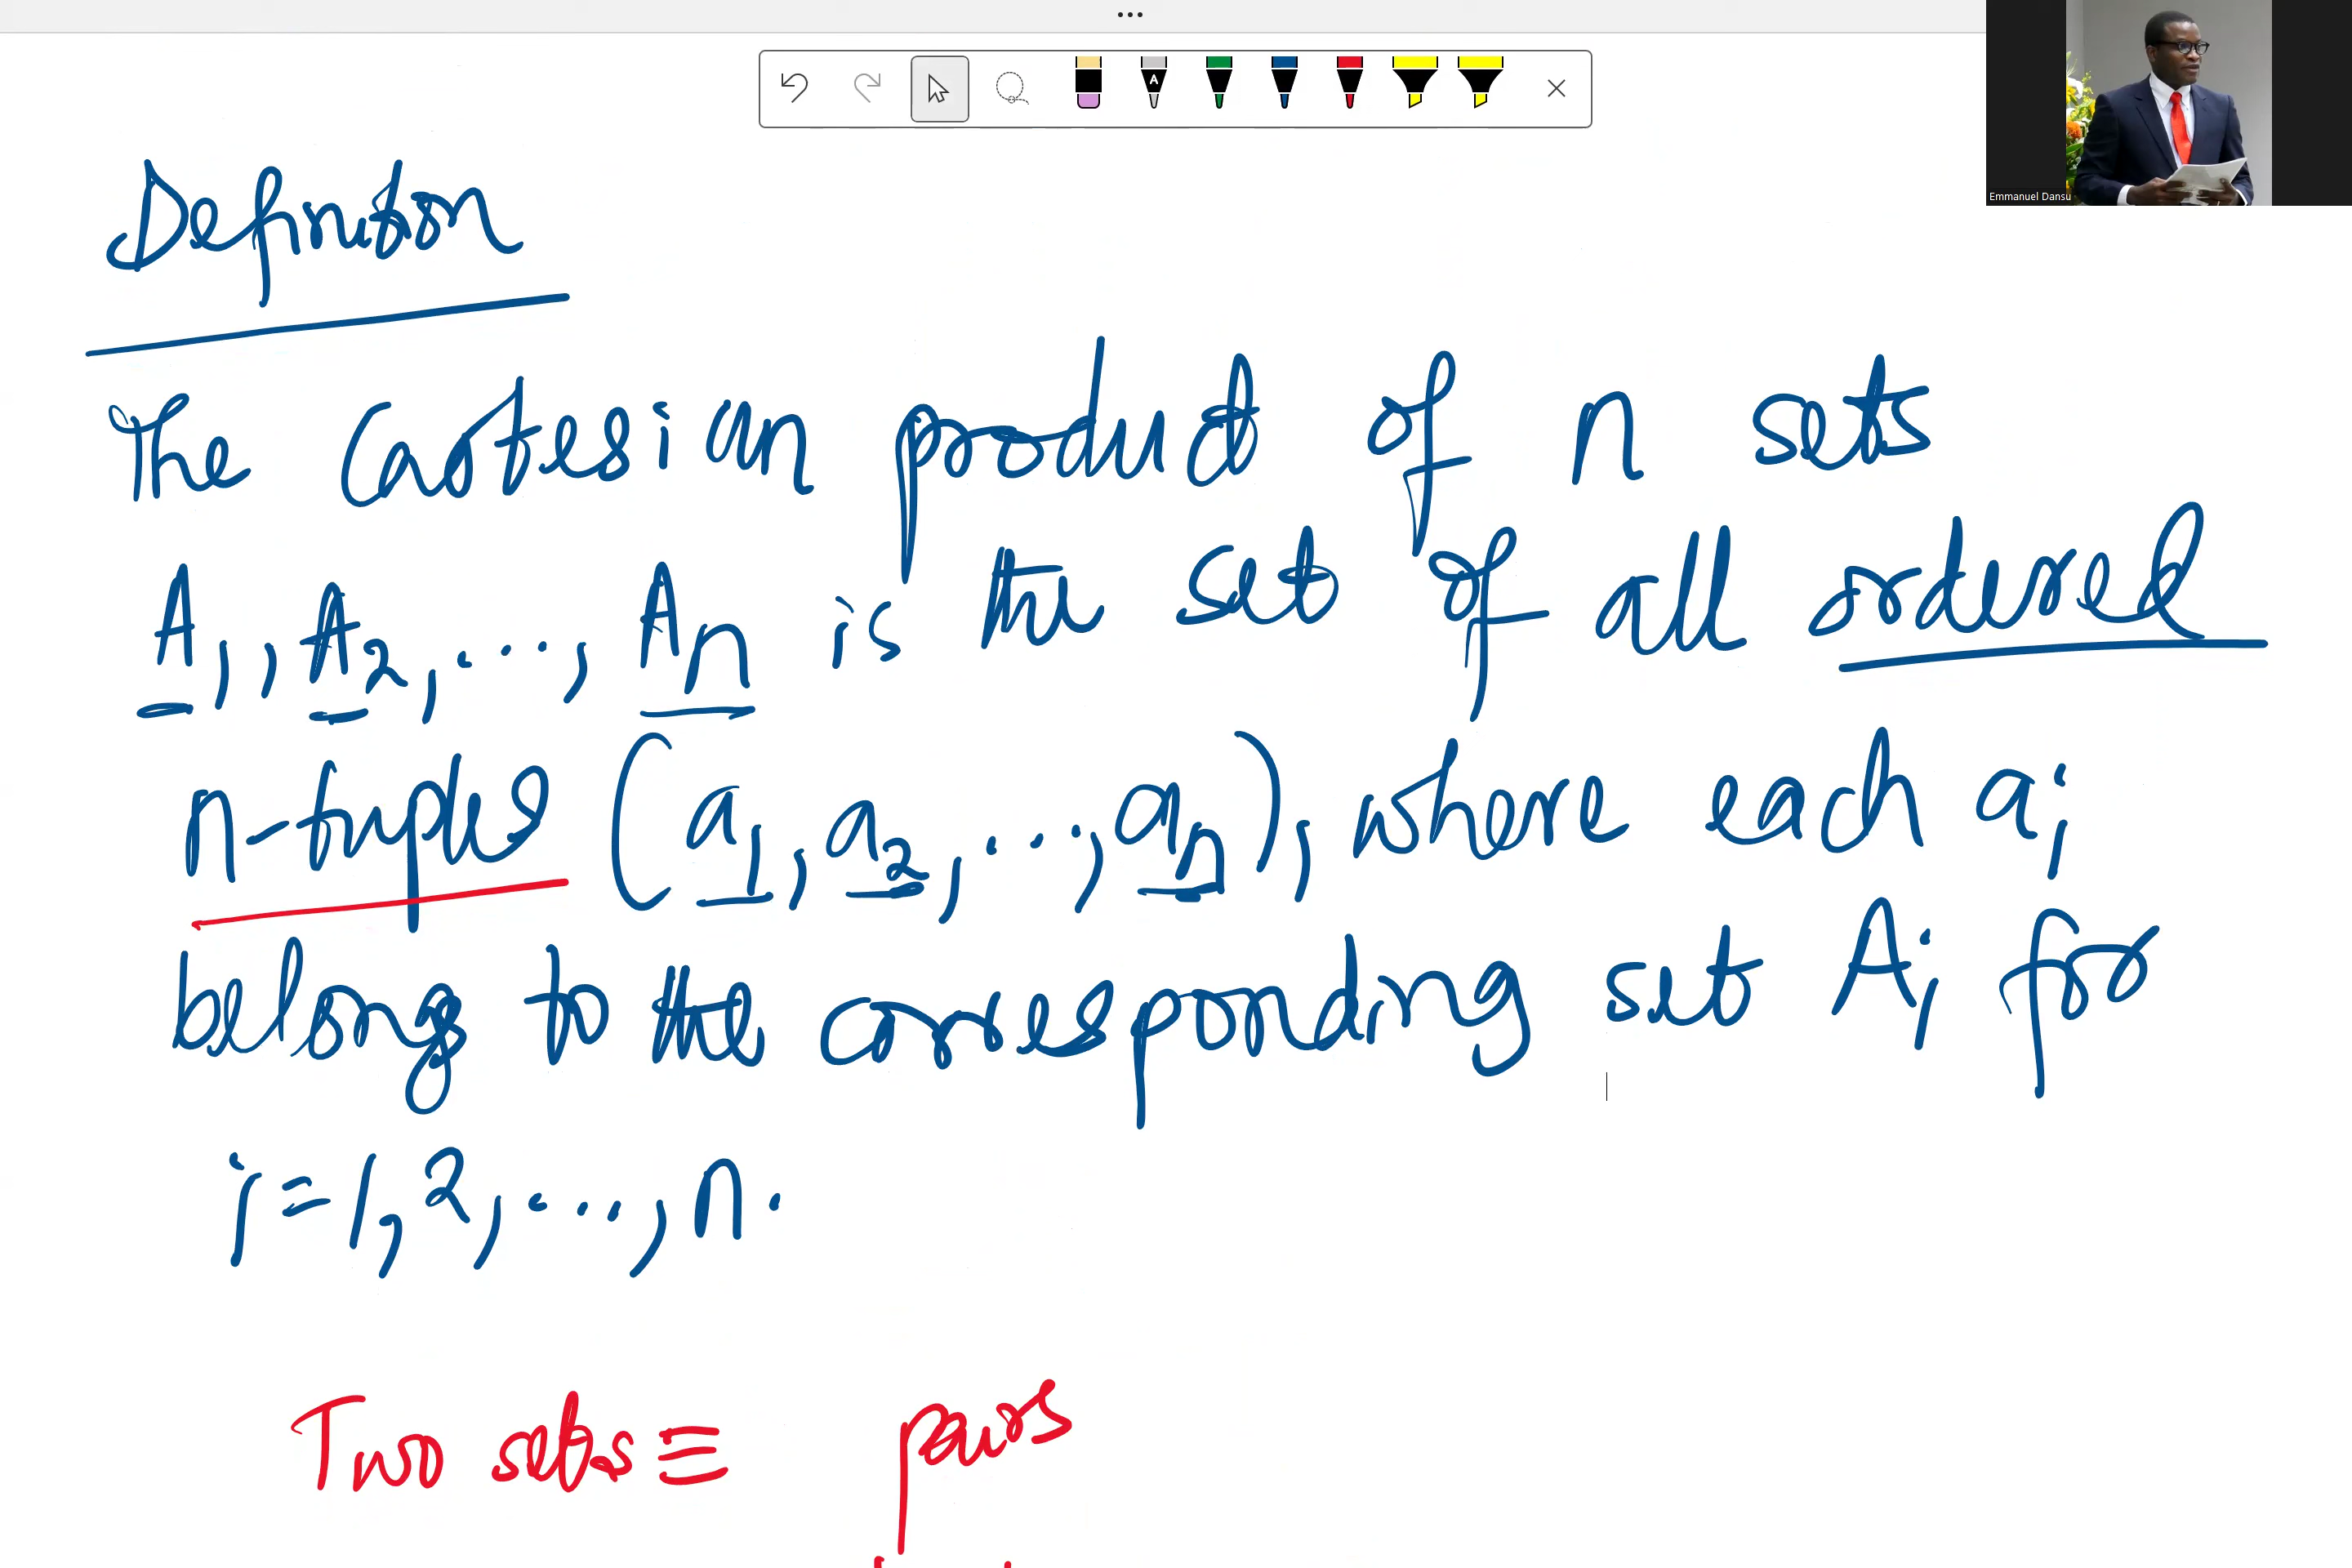 Emmanuel Dansu
Definition
The Cartesian product of n sets
A₁, A₂, ..., Aₙ is the set of all ordered
n-tuples (a₁, a₂, ..., aₙ), where each aᵢ
belongs to the corresponding set Aᵢ for
i = 1, 2, ..., n.
Two sets ≡ pairs